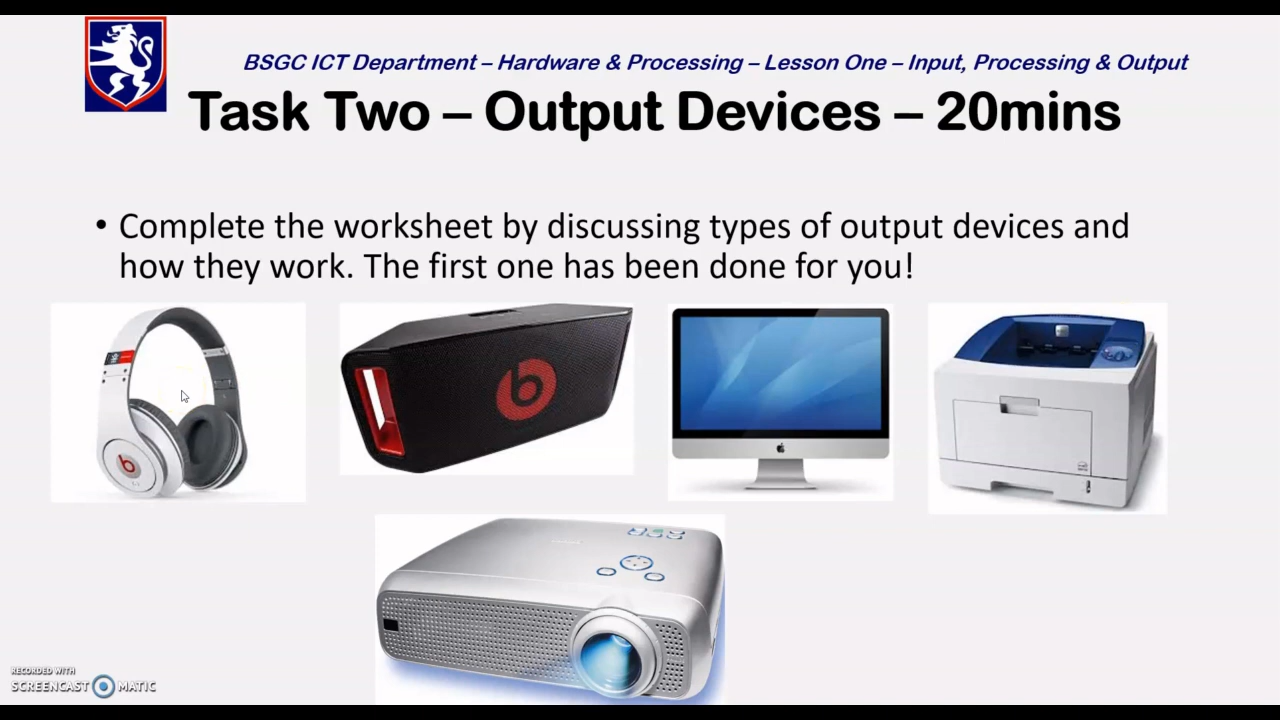 BSGC ICT Department – Hardware & Processing – Lesson One – Input, Processing & Output
Task Two – Output Devices – 20mins
• Complete the worksheet by discussing types of output devices and
how they work. The first one has been done for you!
b
b
RECORDED WITH
SCREENCAST MATIC